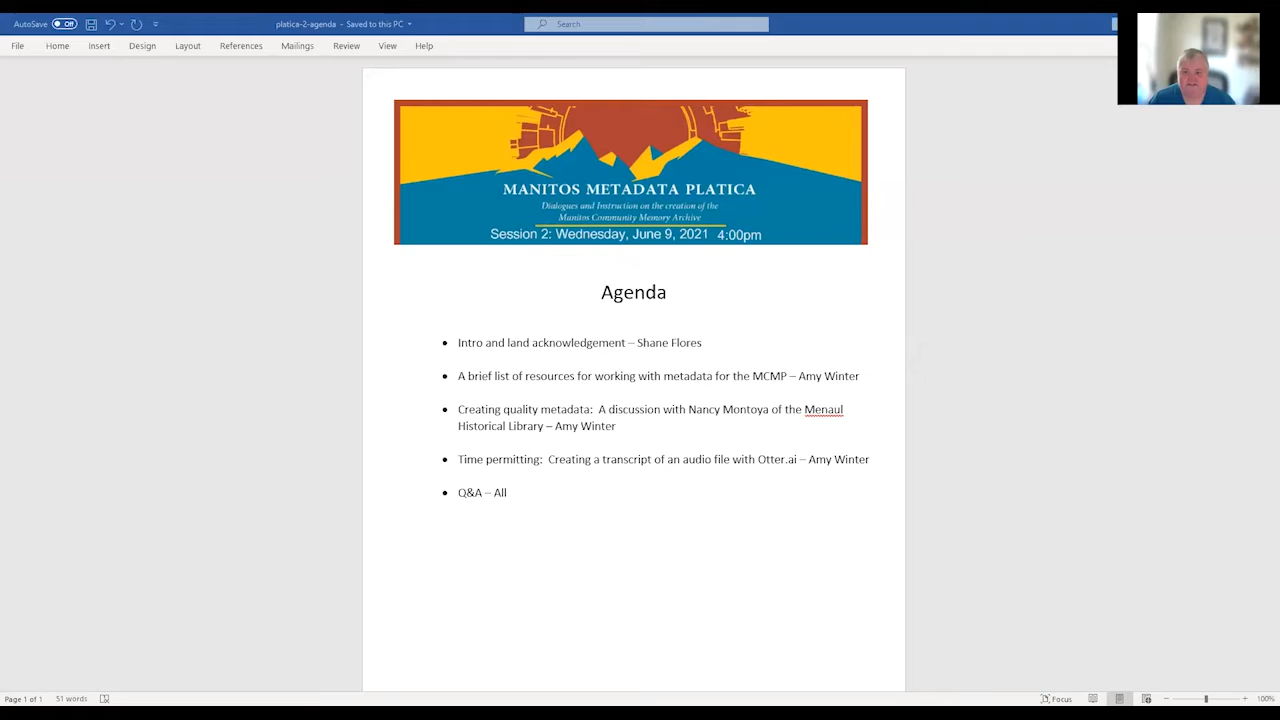 AutoSave Off platica-2-agenda – Saved to this PC Search
File Home Insert Design Layout References Mailings Review View Help
MANITOS METADATA PLATICA
Dialogues and Instruction on the creation of the
Manitos Community Memory Archive
Session 2: Wednesday, June 9, 2021 4:00pm
Agenda
• Intro and land acknowledgement – Shane Flores
• A brief list of resources for working with metadata for the MCMP – Amy Winter
• Creating quality metadata: A discussion with Nancy Montoya of the Menaul
Historical Library – Amy Winter
• Time permitting: Creating a transcript of an audio file with Otter.ai – Amy Winter
• Q&A – All
Page 1 of 1 51 words Focus 100%